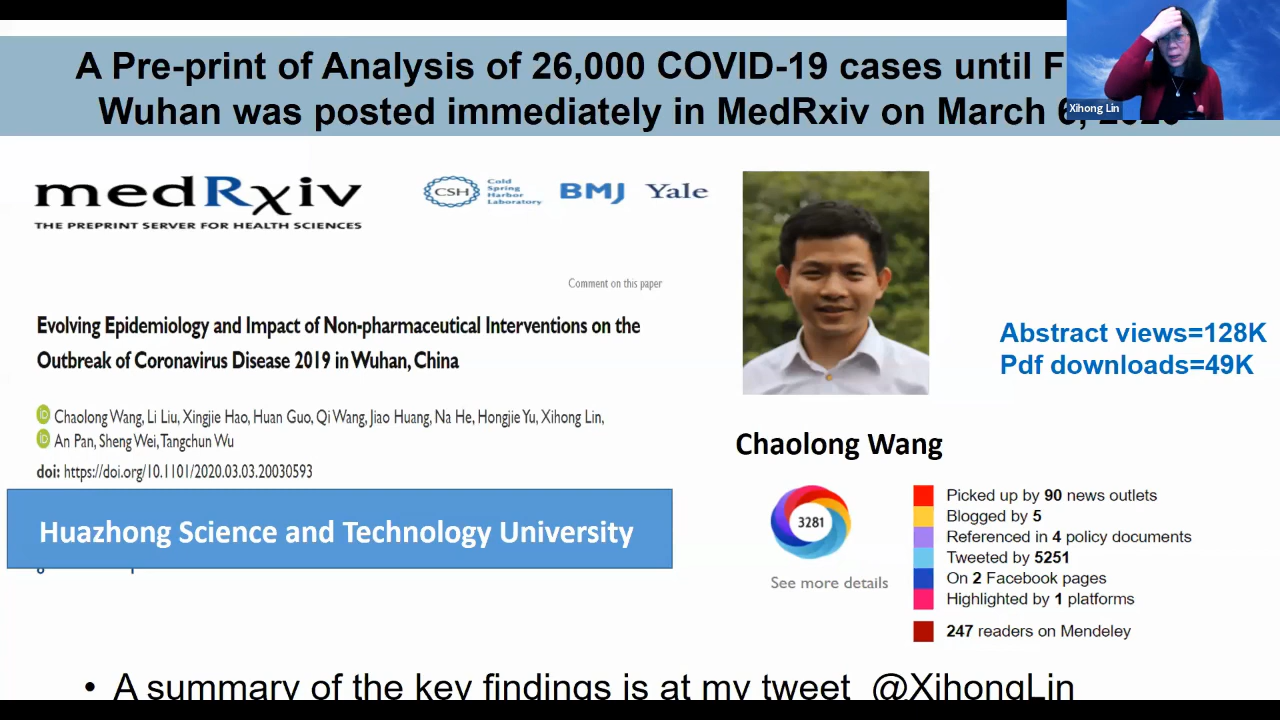 A Pre-print of Analysis of 26,000 COVID-19 cases until F
Wuhan was posted immediately in MedRxiv on March 6, 2020
Xihong Lin
medRxiv
THE PREPRINT SERVER FOR HEALTH SCIENCES
CSH Cold Spring Harbor Laboratory
BMJ Yale
Comment on this paper
Evolving Epidemiology and Impact of Non-pharmaceutical Interventions on the
Outbreak of Coronavirus Disease 2019 in Wuhan, China
iD Chaolong Wang, Li Liu, Xingjie Hao, Huan Guo, Qi Wang, Jiao Huang, Na He, Hongjie Yu, Xihong Lin,
iD An Pan, Sheng Wei, Tangchun Wu
doi: https://doi.org/10.1101/2020.03.03.20030593
Huazhong Science and Technology University
Abstract views=128K
Pdf downloads=49K
Chaolong Wang
3281
See more details
Picked up by 90 news outlets
Blogged by 5
Referenced in 4 policy documents
Tweeted by 5251
On 2 Facebook pages
Highlighted by 1 platforms
247 readers on Mendeley
• A summary of the key findings is at my tweet @XihongLin